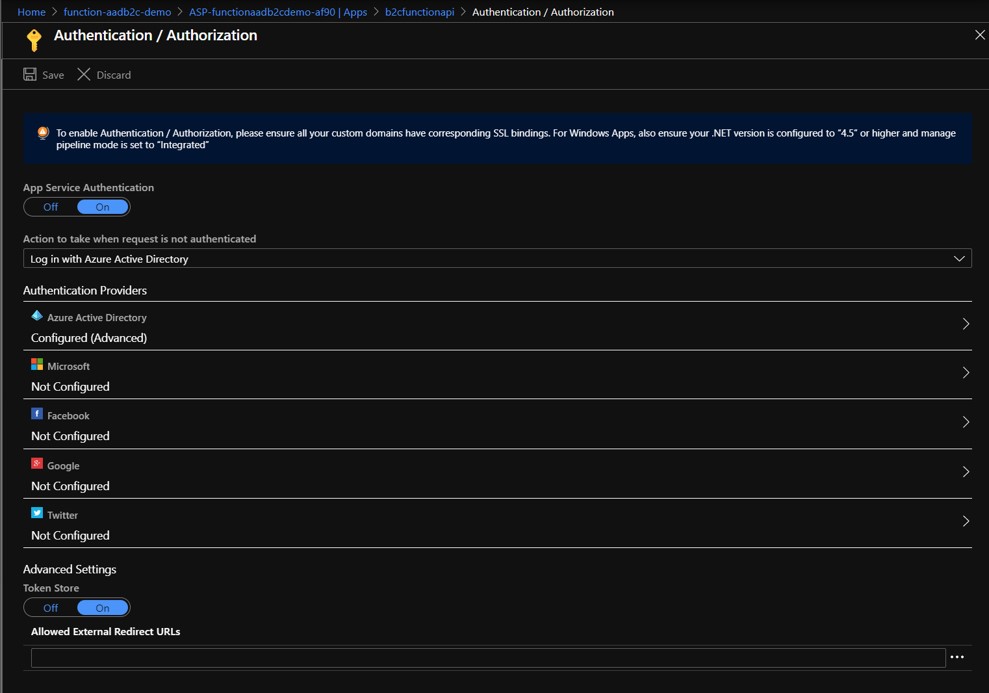 Home > function-aadb2c-demo > ASP-functionaadb2cdemo-af90 | Apps > b2cfunctionapi > Authentication / Authorization
Authentication / Authorization
Save Discard
To enable Authentication / Authorization, please ensure all your custom domains have corresponding SSL bindings. For Windows Apps, also ensure your .NET version is configured to "4.5" or higher and manage
pipeline mode is set to "Integrated"
App Service Authentication
Off On
Action to take when request is not authenticated
Log in with Azure Active Directory
Authentication Providers
Azure Active Directory
Configured (Advanced)
Microsoft
Not Configured
Facebook
Not Configured
Google
Not Configured
Twitter
Not Configured
Advanced Settings
Token Store
Off On
Allowed External Redirect URLs